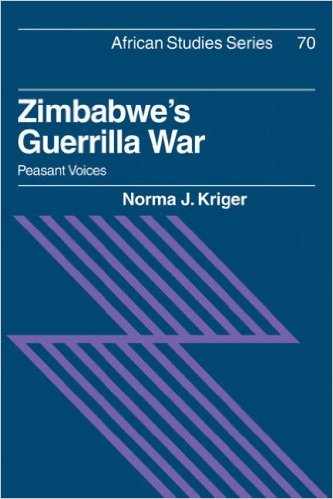 African Studies Series 70
Zimbabwe's
Guerrilla War
Peasant Voices
Norma J. Kriger